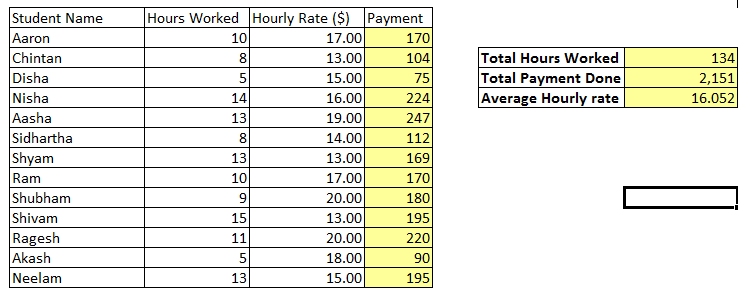 Student Name Hours Worked Hourly Rate ($) Payment
Aaron 10 17.00 170
Chintan 8 13.00 104
Disha 5 15.00 75
Nisha 14 16.00 224
Aasha 13 19.00 247
Sidhartha 8 14.00 112
Shyam 13 13.00 169
Ram 10 17.00 170
Shubham 9 20.00 180
Shivam 15 13.00 195
Ragesh 11 20.00 220
Akash 5 18.00 90
Neelam 13 15.00 195
Total Hours Worked 134
Total Payment Done 2,151
Average Hourly rate 16.052